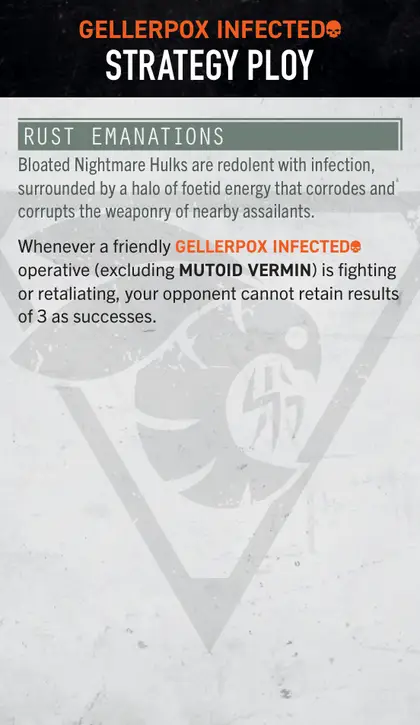 GELLERPOX INFECTED
STRATEGY PLOY
RUST EMANATIONS
Bloated Nightmare Hulks are redolent with infection,
surrounded by a halo of foetid energy that corrodes and
corrupts the weaponry of nearby assailants.
Whenever a friendly GELLERPOX INFECTED
operative (excluding MUTOID VERMIN) is fighting
or retaliating, your opponent cannot retain results
of 3 as successes.